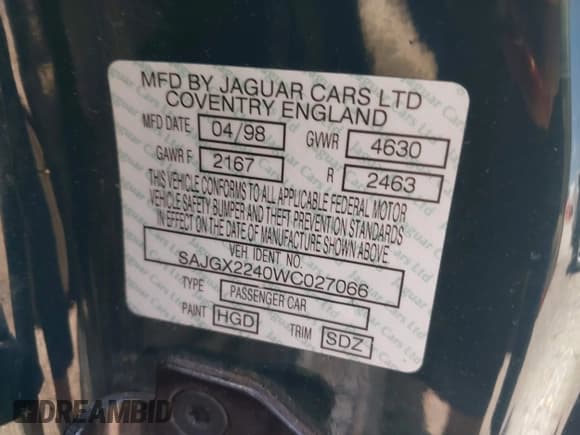 MFD BY JAGUAR CARS LTD
COVENTRY ENGLAND
MFD DATE 04/98 GVWR 4630
GAWR F 2167 R 2463
THIS VEHICLE CONFORMS TO ALL APPLICABLE FEDERAL MOTOR
VEHICLE SAFETY BUMPER AND THEFT PREVENTION STANDARDS
IN EFFECT ON THE DATE OF MANUFACTURE SHOWN ABOVE
VEH IDENT NO.
SAJGX2240WC027066
TYPE PASSENGER CAR
PAINT HGD TRIM SDZ
DREAMBID